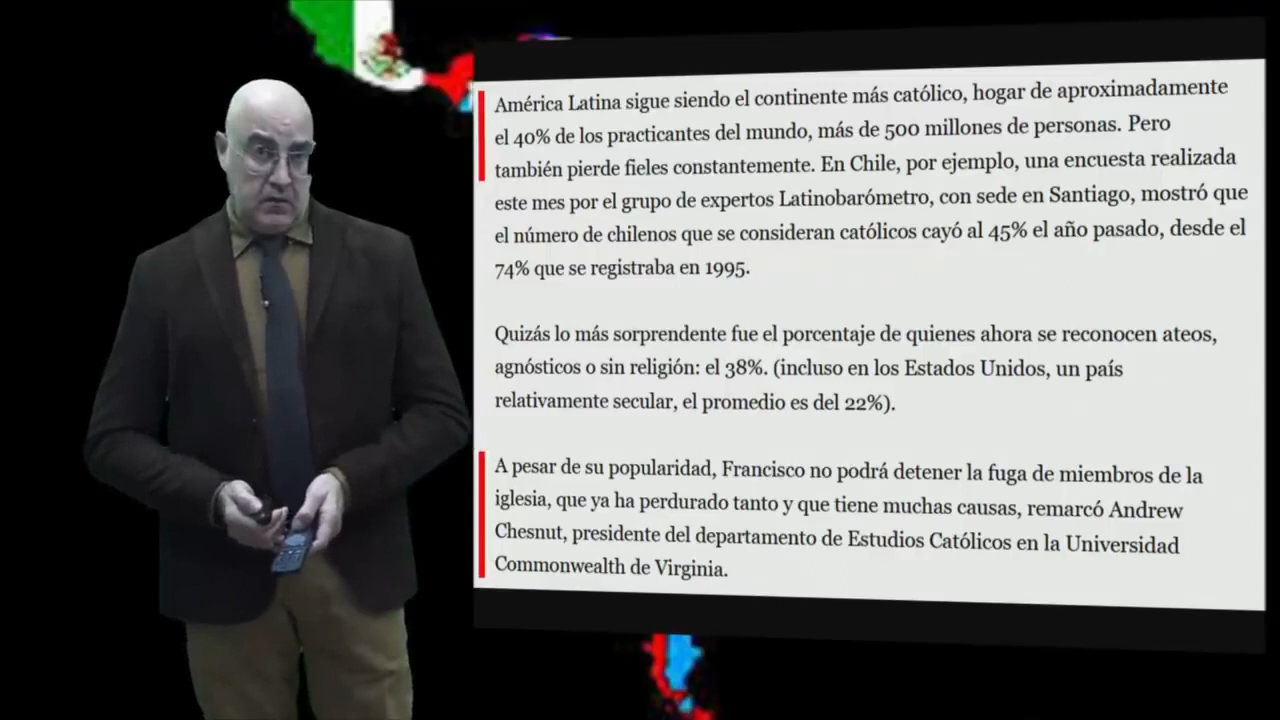 América Latina sigue siendo el continente más católico, hogar de aproximadamente
el 40% de los practicantes del mundo, más de 500 millones de personas. Pero
también pierde fieles constantemente. En Chile, por ejemplo, una encuesta realizada
este mes por el grupo de expertos Latinobarómetro, con sede en Santiago, mostró que
el número de chilenos que se consideran católicos cayó al 45% el año pasado, desde el
74% que se registraba en 1995.
Quizás lo más sorprendente fue el porcentaje de quienes ahora se reconocen ateos,
agnósticos o sin religión: el 38%. (incluso en los Estados Unidos, un país
relativamente secular, el promedio es del 22%).
A pesar de su popularidad, Francisco no podrá detener la fuga de miembros de la
iglesia, que ya ha perdurado tanto y que tiene muchas causas, remarcó Andrew
Chesnut, presidente del departamento de Estudios Católicos en la Universidad
Commonwealth de Virginia.